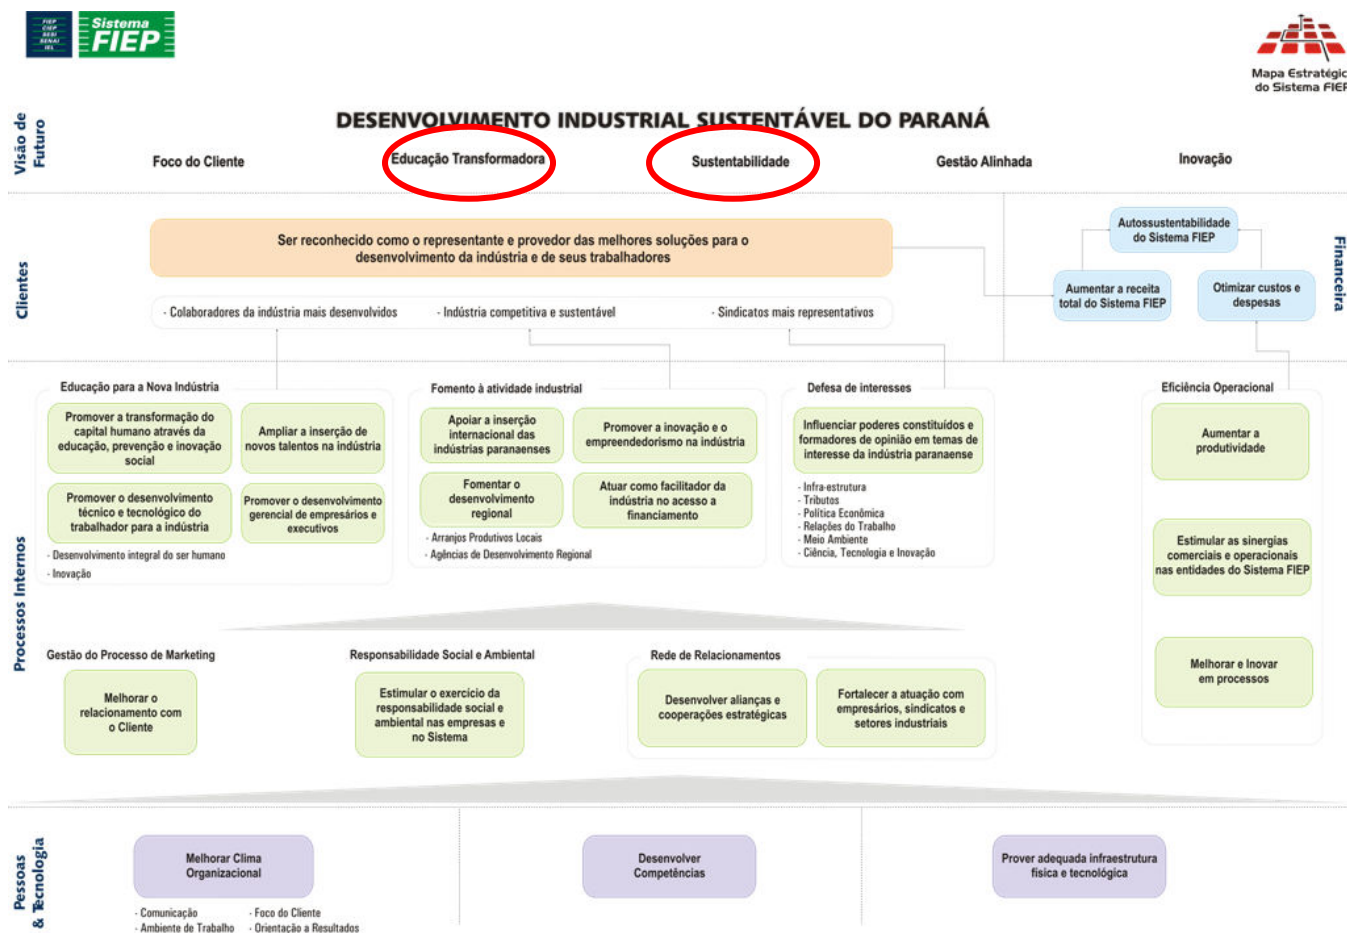 FIEP
CIEP
SESI
SENAI
IEL
Sistema
FIEP
Mapa Estratégic
do Sistema FIEP
Visão de
Futuro
DESENVOLVIMENTO INDUSTRIAL SUSTENTÁVEL DO PARANÁ
Foco do Cliente
Educação Transformadora
Sustentabilidade
Gestão Alinhada
Inovação
Clientes
Ser reconhecido como o representante e provedor das melhores soluções para o
desenvolvimento da indústria e de seus trabalhadores
- Colaboradores da indústria mais desenvolvidos
- Indústria competitiva e sustentável
- Sindicatos mais representativos
Autossustentabilidade
do Sistema FIEP
Aumentar a receita
total do Sistema FIEP
Otimizar custos e
despesas
Financeira
Processos Internos
Educação para a Nova Indústria
Promover a transformação do
capital humano através da
educação, prevenção e inovação
social
Ampliar a inserção de
novos talentos na indústria
Promover o desenvolvimento
técnico e tecnológico do
trabalhador para a indústria
Promover o desenvolvimento
gerencial de empresários e
executivos
- Desenvolvimento integral do ser humano
- Inovação
Fomento à atividade industrial
Apoiar a inserção
internacional das
indústrias paranaenses
Promover a inovação e o
empreendedorismo na indústria
Fomentar o
desenvolvimento
regional
Atuar como facilitador da
indústria no acesso a
financiamento
- Arranjos Produtivos Locais
- Agências de Desenvolvimento Regional
Defesa de interesses
Influenciar poderes constituídos e
formadores de opinião em temas de
interesse da indústria paranaense
- Infra-estrutura
- Tributos
- Política Econômica
- Relações do Trabalho
- Meio Ambiente
- Ciência, Tecnologia e Inovação
Eficiência Operacional
Aumentar a
produtividade
Estimular as sinergias
comerciais e operacionais
nas entidades do Sistema FIEP
Melhorar e Inovar
em processos
Gestão do Processo de Marketing
Melhorar o
relacionamento com
o Cliente
Responsabilidade Social e Ambiental
Estimular o exercício da
responsabilidade social e
ambiental nas empresas e
no Sistema
Rede de Relacionamentos
Desenvolver alianças e
cooperações estratégicas
Fortalecer a atuação com
empresários, sindicatos e
setores industriais
Pessoas
& Tecnologia
Melhorar Clima
Organizacional
- Comunicação
- Ambiente de Trabalho
- Foco do Cliente
- Orientação a Resultados
Desenvolver
Competências
Prover adequada infraestrutura
física e tecnológica